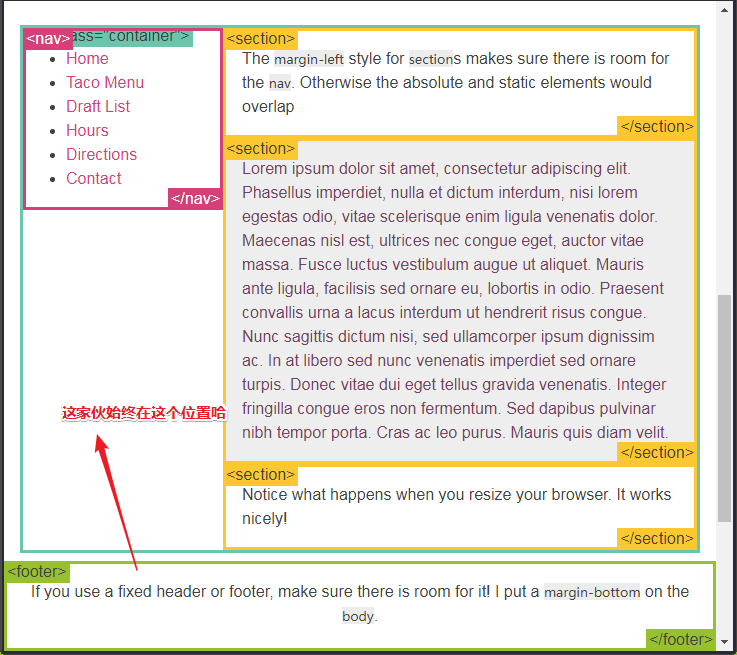 <nav>
ass="container">
Home
Taco Menu
Draft List
Hours
Directions
Contact
</nav>
<section>
The margin-left style for sections makes sure there is room for
the nav. Otherwise the absolute and static elements would
overlap
</section>
<section>
Lorem ipsum dolor sit amet, consectetur adipiscing elit.
Phasellus imperdiet, nulla et dictum interdum, nisi lorem
egestas odio, vitae scelerisque enim ligula venenatis dolor.
Maecenas nisl est, ultrices nec congue eget, auctor vitae
massa. Fusce luctus vestibulum augue ut aliquet. Mauris
ante ligula, facilisis sed ornare eu, lobortis in odio. Praesent
convallis urna a lacus interdum ut hendrerit risus congue.
Nunc sagittis dictum nisi, sed ullamcorper ipsum dignissim
ac. In at libero sed nunc venenatis imperdiet sed ornare
turpis. Donec vitae dui eget tellus gravida venenatis. Integer
fringilla congue eros non fermentum. Sed dapibus pulvinar
nibh tempor porta. Cras ac leo purus. Mauris quis diam velit.
</section>
这家伙始终在这个位置哈
<section>
Notice what happens when you resize your browser. It works
nicely!
</section>
<footer>
If you use a fixed header or footer, make sure there is room for it! I put a margin-bottom on the
body.
</footer>